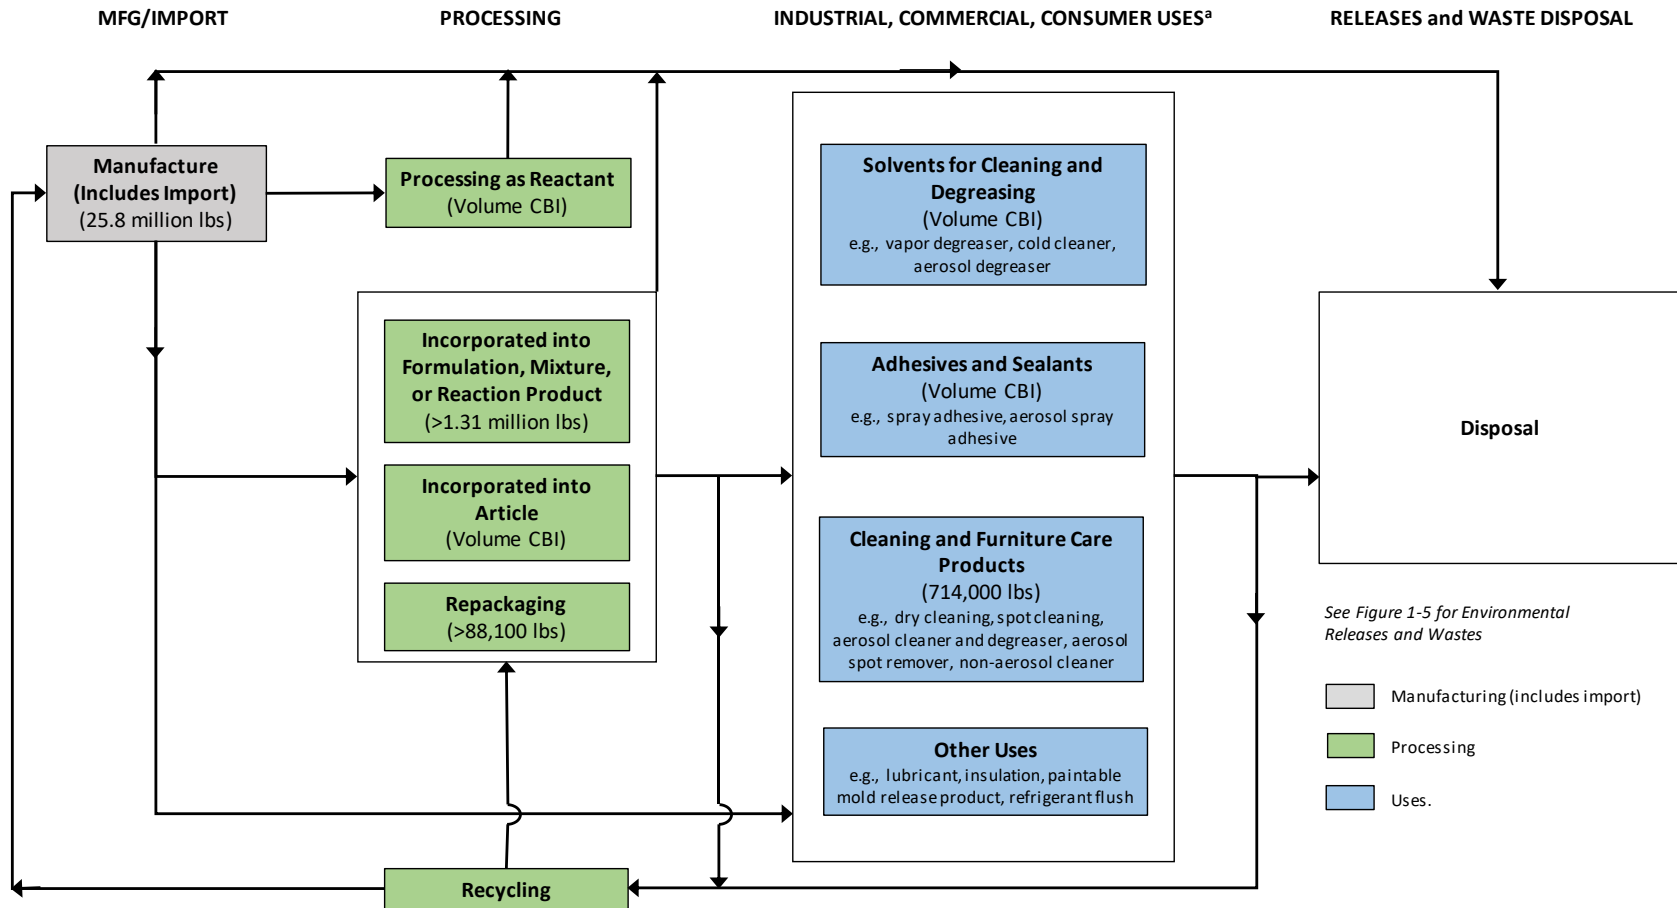 MFG/IMPORT
PROCESSING
INDUSTRIAL, COMMERCIAL, CONSUMER USESᵃ
RELEASES and WASTE DISPOSAL
Manufacture
(Includes Import)
(25.8 million lbs)
Processing as Reactant
(Volume CBI)
Incorporated into
Formulation, Mixture,
or Reaction Product
(>1.31 million lbs)
Incorporated into
Article
(Volume CBI)
Repackaging
(>88,100 lbs)
Recycling
Solvents for Cleaning and
Degreasing
(Volume CBI)
e.g., vapor degreaser, cold cleaner,
aerosol degreaser
Adhesives and Sealants
(Volume CBI)
e.g., spray adhesive, aerosol spray
adhesive
Cleaning and Furniture Care
Products
(714,000 lbs)
e.g., dry cleaning, spot cleaning,
aerosol cleaner and degreaser, aerosol
spot remover, non-aerosol cleaner
Other Uses
e.g., lubricant, insulation, paintable
mold release product, refrigerant flush
Disposal
See Figure 1-5 for Environmental
Releases and Wastes
Manufacturing (includes import)
Processing
Uses.